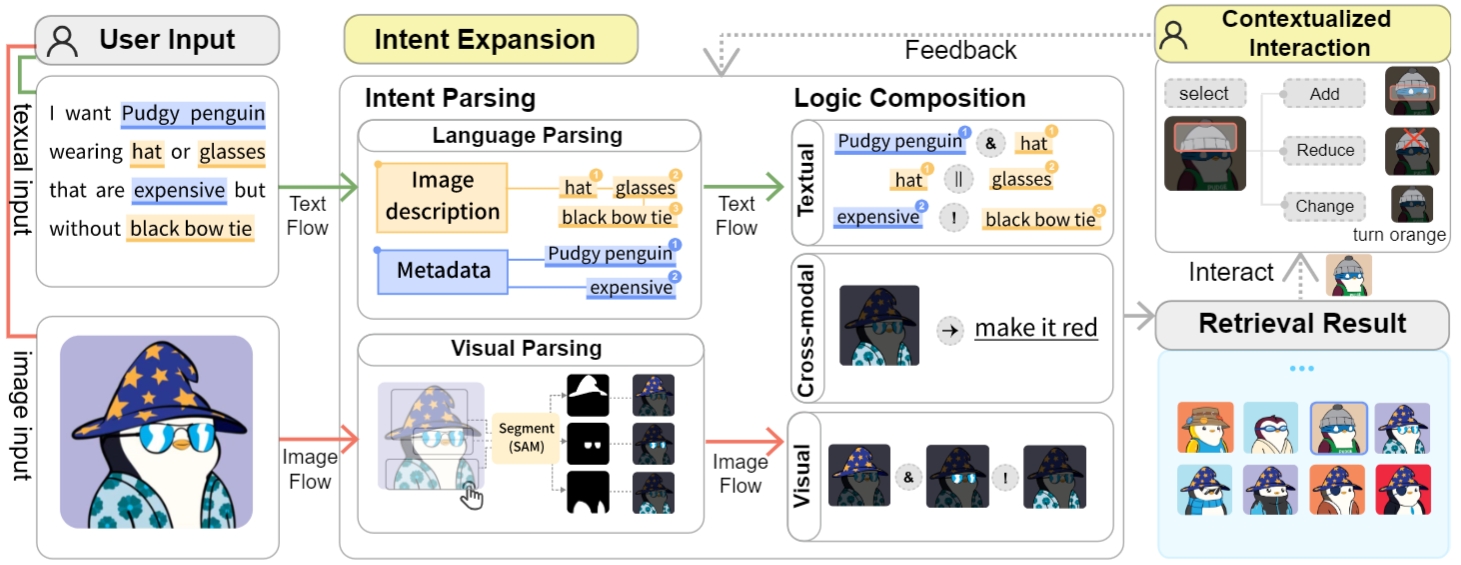 User Input
texual input
I want Pudgy penguin
wearing hat or glasses
that are expensive but
without black bow tie
image input
Text
Flow
Image
Flow
Intent Expansion
Intent Parsing
Language Parsing
Image
description
hat 1 glasses 2
black bow tie 3
Metadata
Pudgy penguin 1
expensive 2
Visual Parsing
Segment
(SAM)
Text
Flow
Image
Flow
Logic Composition
Textual
Pudgy penguin 1 & hat 1
hat 1 || glasses 2
expensive 2 ! black bow tie 3
Cross-modal
→ make it red
Visual
& !
Feedback
Contextualized
Interaction
select
Add
Reduce
Change
turn orange
Interact
Retrieval Result
...